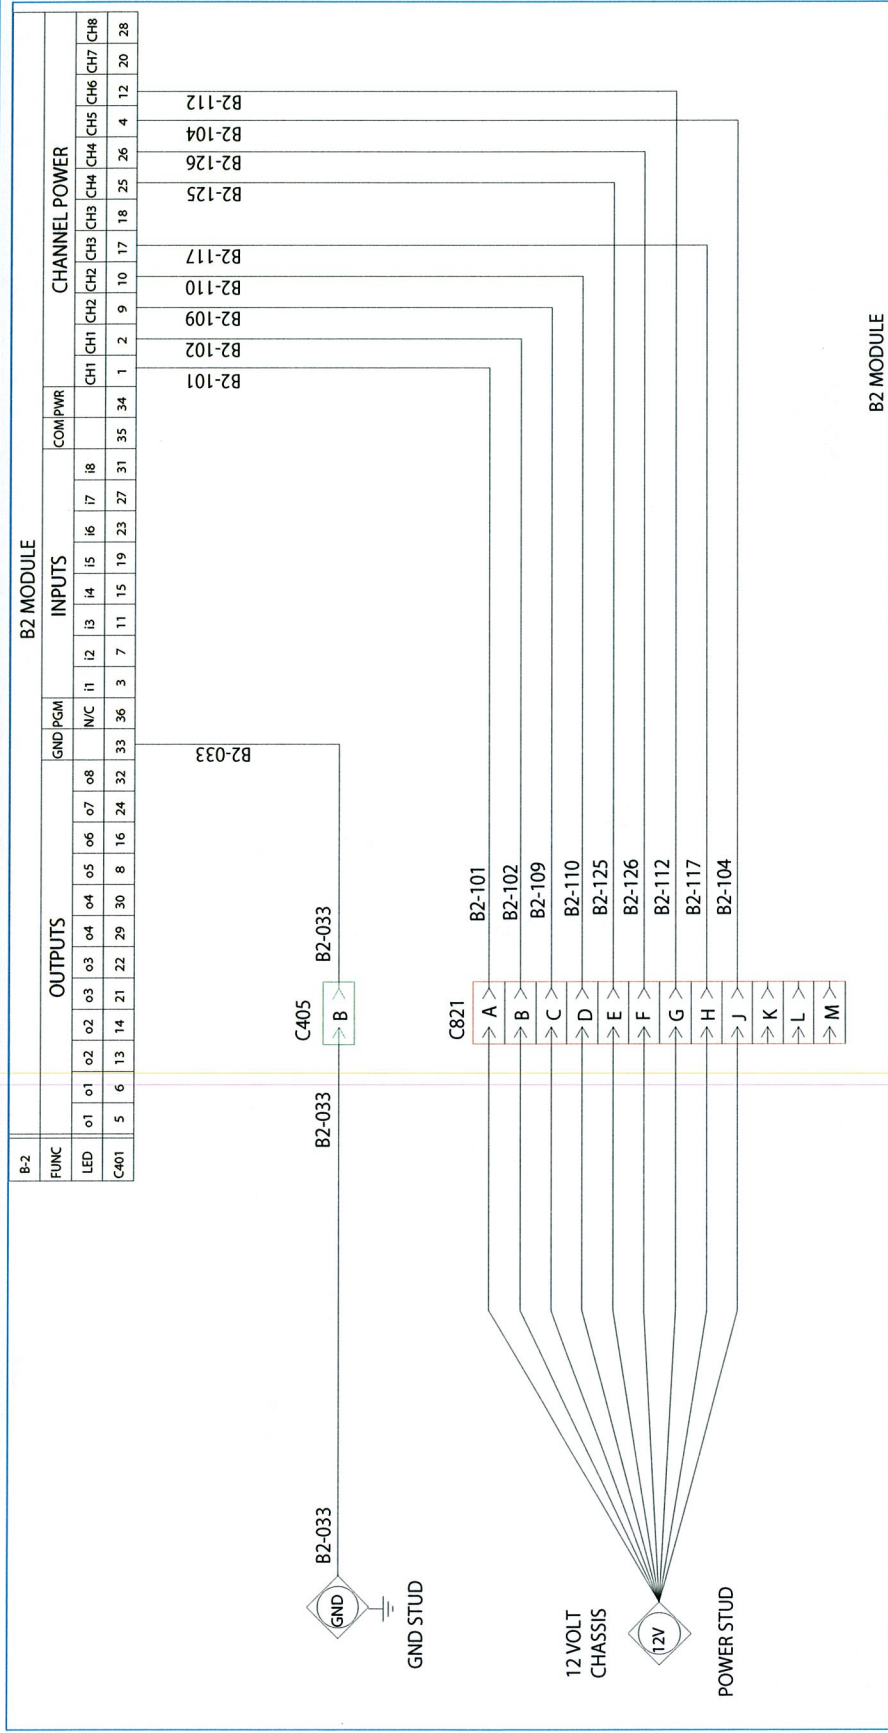 B2 MODULE
B-2
FUNC OUTPUTS GND PGM INPUTS COM PWR CHANNEL POWER
LED o1 o1 o2 o2 o3 o3 o4 o4 o5 o6 o7 o8 N/C i1 i2 i3 i4 i5 i6 i7 i8 CH1 CH1 CH2 CH2 CH3 CH3 CH4 CH4 CH5 CH6 CH7 CH8
C401 5 6 13 14 21 22 29 30 8 16 24 32 33 36 3 7 11 15 19 23 27 31 35 34 1 2 9 10 17 18 25 26 4 12 20 28
B2-033
B2-101
B2-102
B2-109
B2-110
B2-117
B2-125
B2-126
B2-104
B2-112
C405
B2-033 B2-033 B2-033
GND
B
GND STUD
C821
A B2-101
B B2-102
C B2-109
D B2-110
E B2-125
F B2-126
G B2-112
H B2-117
J B2-104
K
L
M
12 VOLT
CHASSIS
12V
POWER STUD
B2 MODULE